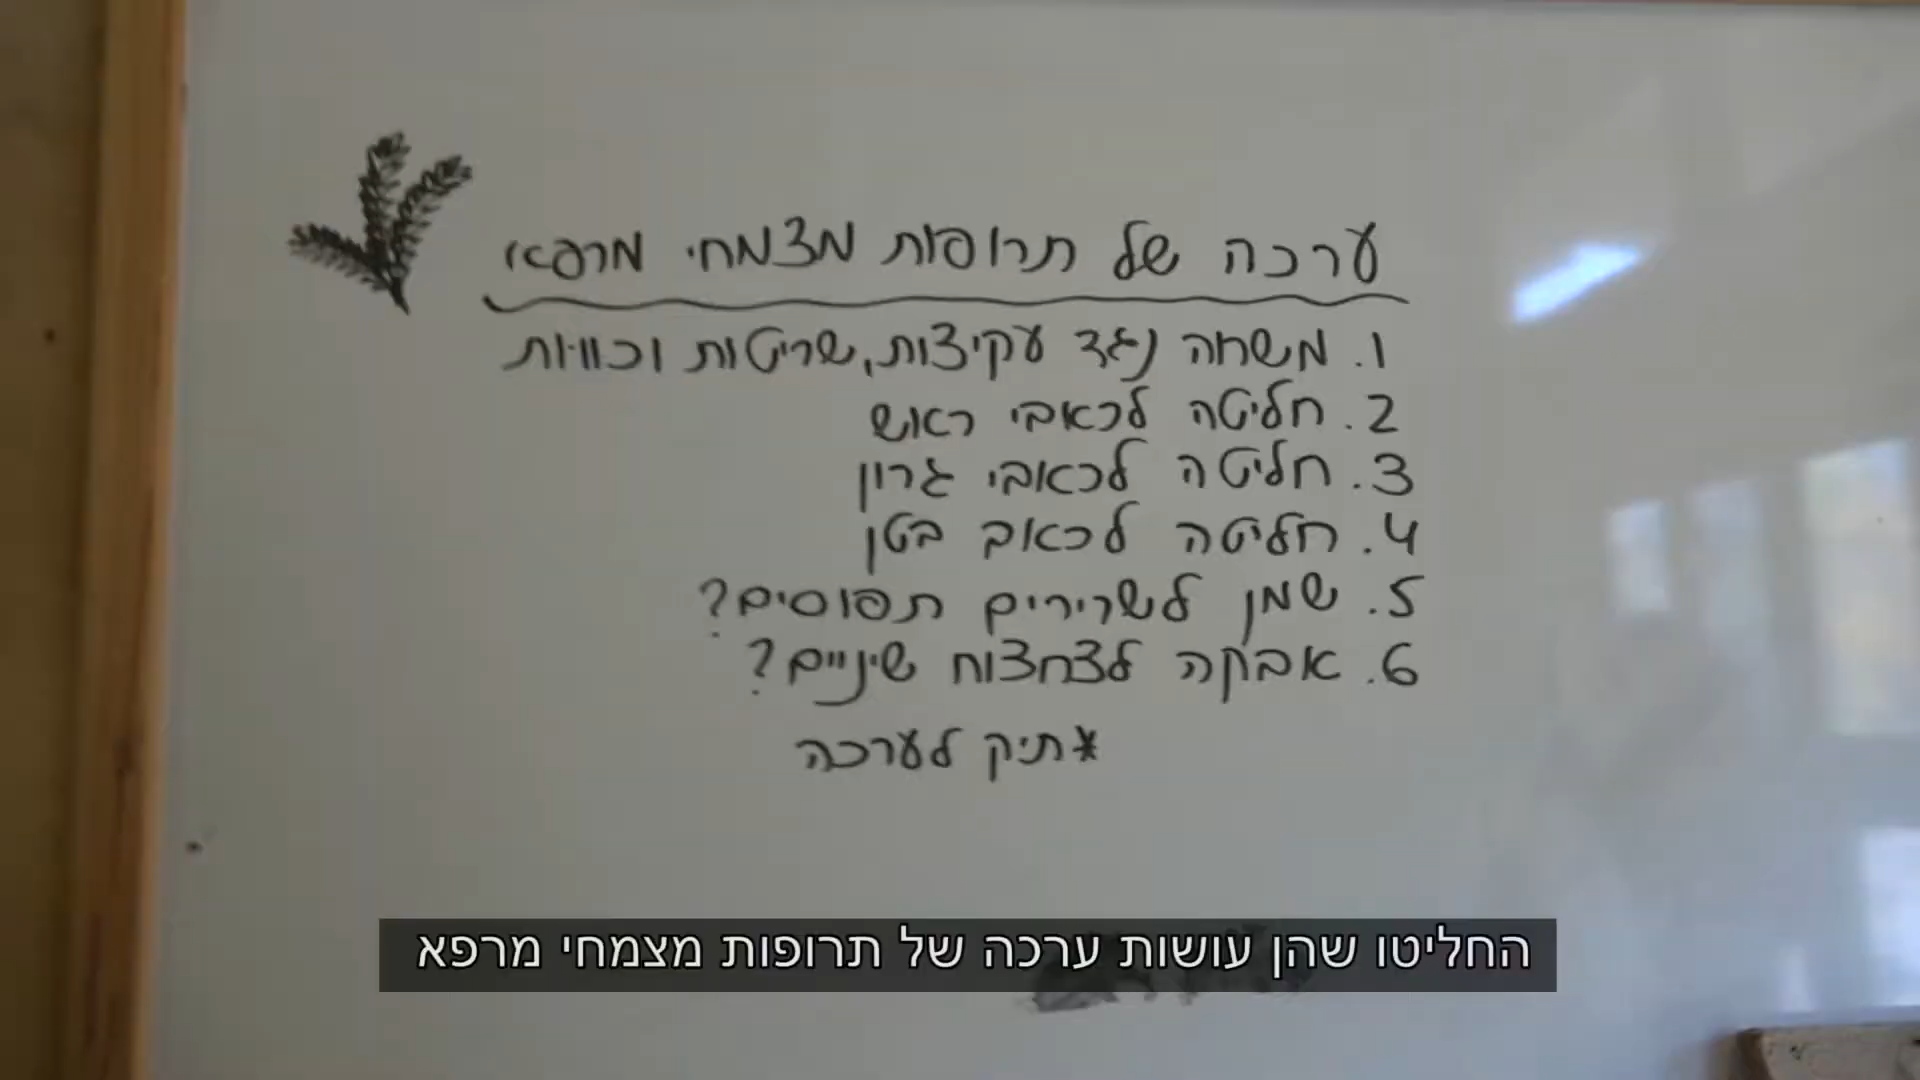 ערכה של תרופות מצמחי מרפא
1. משחה נגד עקיצות, שריטות וכוויות
2. חליטה לכאבי ראש
3. חליטה לכאבי גרון
4. חליטה לכאב בטן
5. שמן לשרירים תפוסים?
6. אבקה לצחצוח שיניים?
*תיק לערכה
החליטו שהן עושות ערכה של תרופות מצמחי מרפא